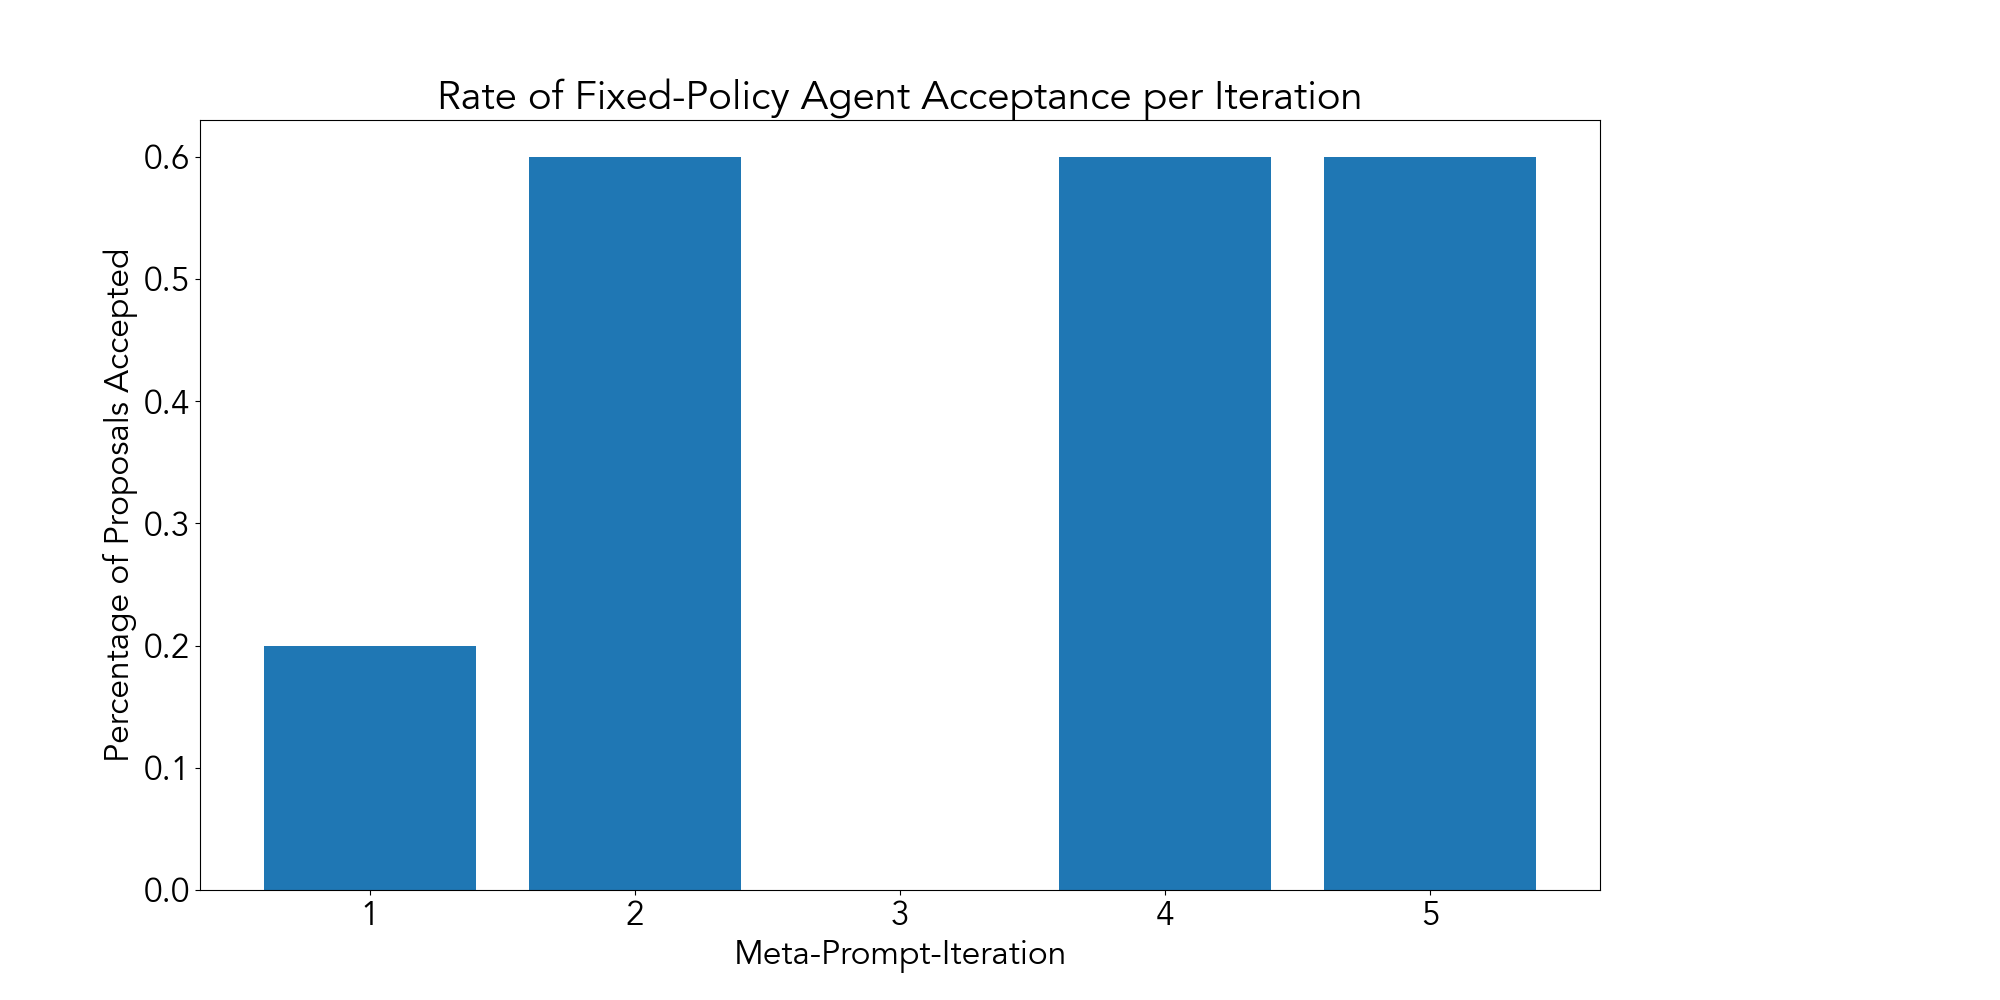 Rate of Fixed-Policy Agent Acceptance per Iteration
Percentage of Proposals Accepted
0.6
0.5
0.4
0.3
0.2
0.1
0.0
1 2 3 4 5
Meta-Prompt-Iteration